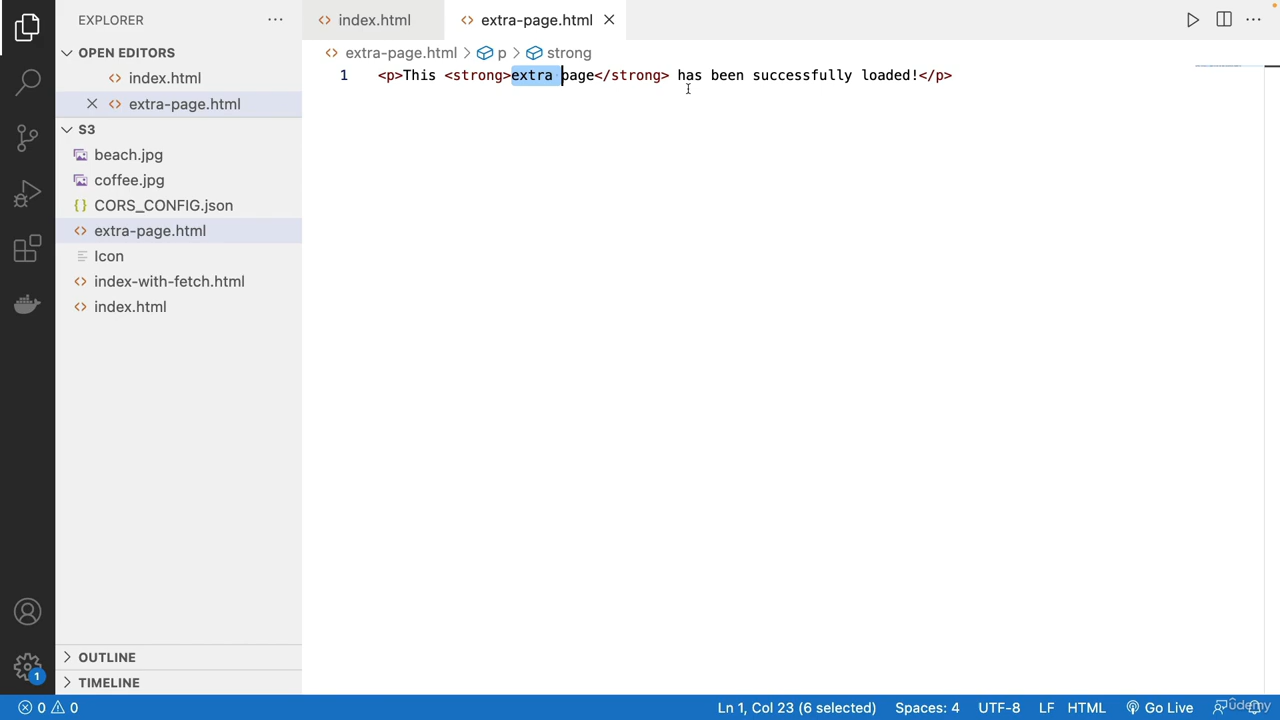 EXPLORER
index.html
extra-page.html
OPEN EDITORS
index.html
extra-page.html
S3
beach.jpg
coffee.jpg
CORS_CONFIG.json
extra-page.html
Icon
index-with-fetch.html
index.html
OUTLINE
TIMELINE
extra-page.html > p > strong
1 <p>This <strong>extra page</strong> has been successfully loaded!</p>
1
0 0
Ln 1, Col 23 (6 selected) Spaces: 4 UTF-8 LF HTML Go Live
Udemy